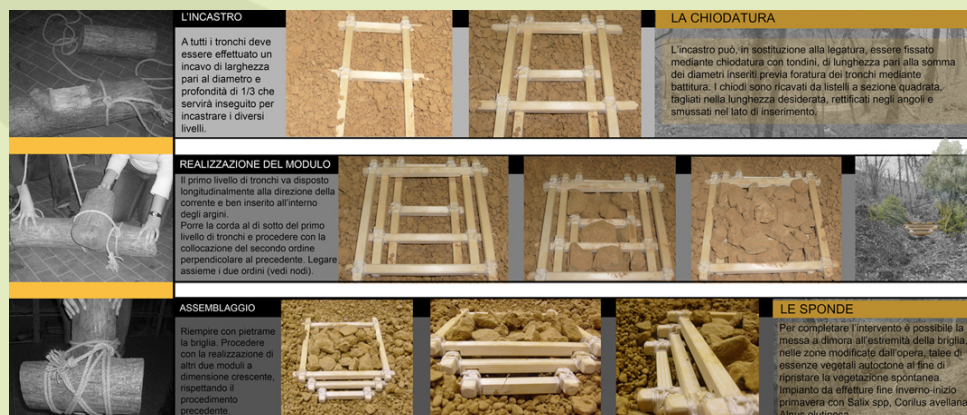 L'INCASTRO
A tutti i tronchi deve
essere effettuato un
incavo di larghezza
pari al diametro e
profondità di 1/3 che
servirà inseguito per
incastrare i diversi
livelli.
LA CHIODATURA
L'incastro può, in sostituzione alla legatura, essere fissato
mediante chiodatura con tondini, di lunghezza pari alla somma
dei diametri inseriti previa foratura dei tronchi mediante
battitura. I chiodi sono ricavati da listelli a sezione quadrata,
tagliati nella lunghezza desiderata, rettificati negli angoli e
smussati nel lato di inserimento.
REALIZZAZIONE DEL MODULO
Il primo livello di tronchi va disposto
longitudinalmente alla direzione della
corrente e ben inserito all'interno
degli argini.
Porre la corda al di sotto del primo
livello di tronchi e procedere con la
collocazione del secondo ordine
perpendicolare al precedente. Legare
assieme i due ordini (vedi nodi).
ASSEMBLAGGIO
Riempire con pietrame
la briglia. Procedere
con la realizzazione di
altri due moduli a
dimensione crescente,
rispettando il
procedimento
precedente.
LE SPONDE
Per completare l'intervento é possibile la
messa a dimora all'estremità della briglia,
nelle zone modificate dall'opera, talee di
essenze vegetali autoctone al fine di
ripristare la vegetazione spontanea.
Impianto da effetture fine inverno-inizio
primavera con Salix spp, Corilus avellana,
Alnus glutinosa.